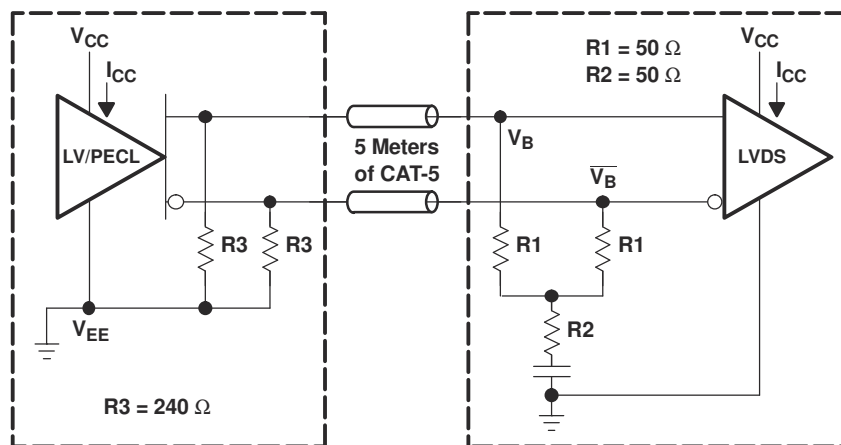 V_CC
I_CC
LV/PECL
R3
R3
V_EE
R3 = 240 Ω
5 Meters
of CAT-5
R1 = 50 Ω
R2 = 50 Ω
V_CC
I_CC
V_B
V̅_B̅
LVDS
R1
R1
R2